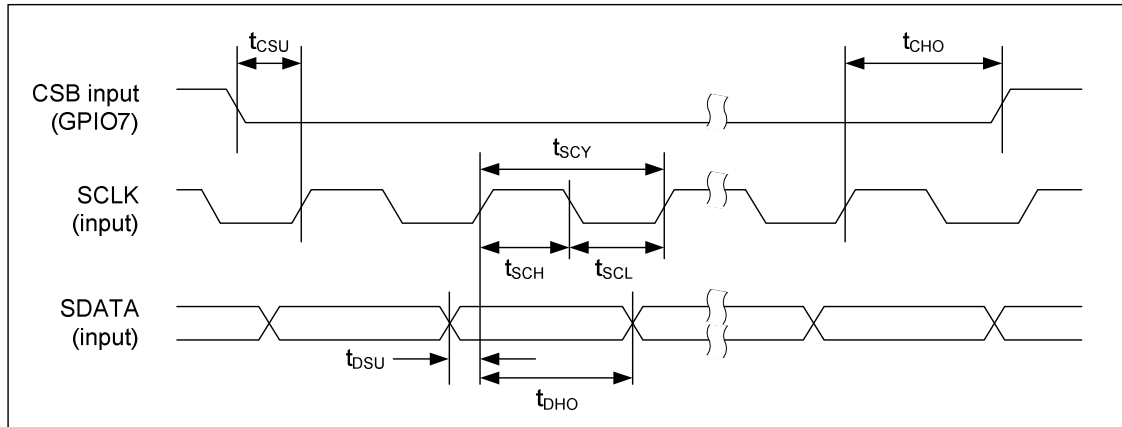 tCSU
tCHO
CSB input
(GPIO7)
tSCY
SCLK
(input)
tSCH
tSCL
SDATA
(input)
tDSU
tDHO